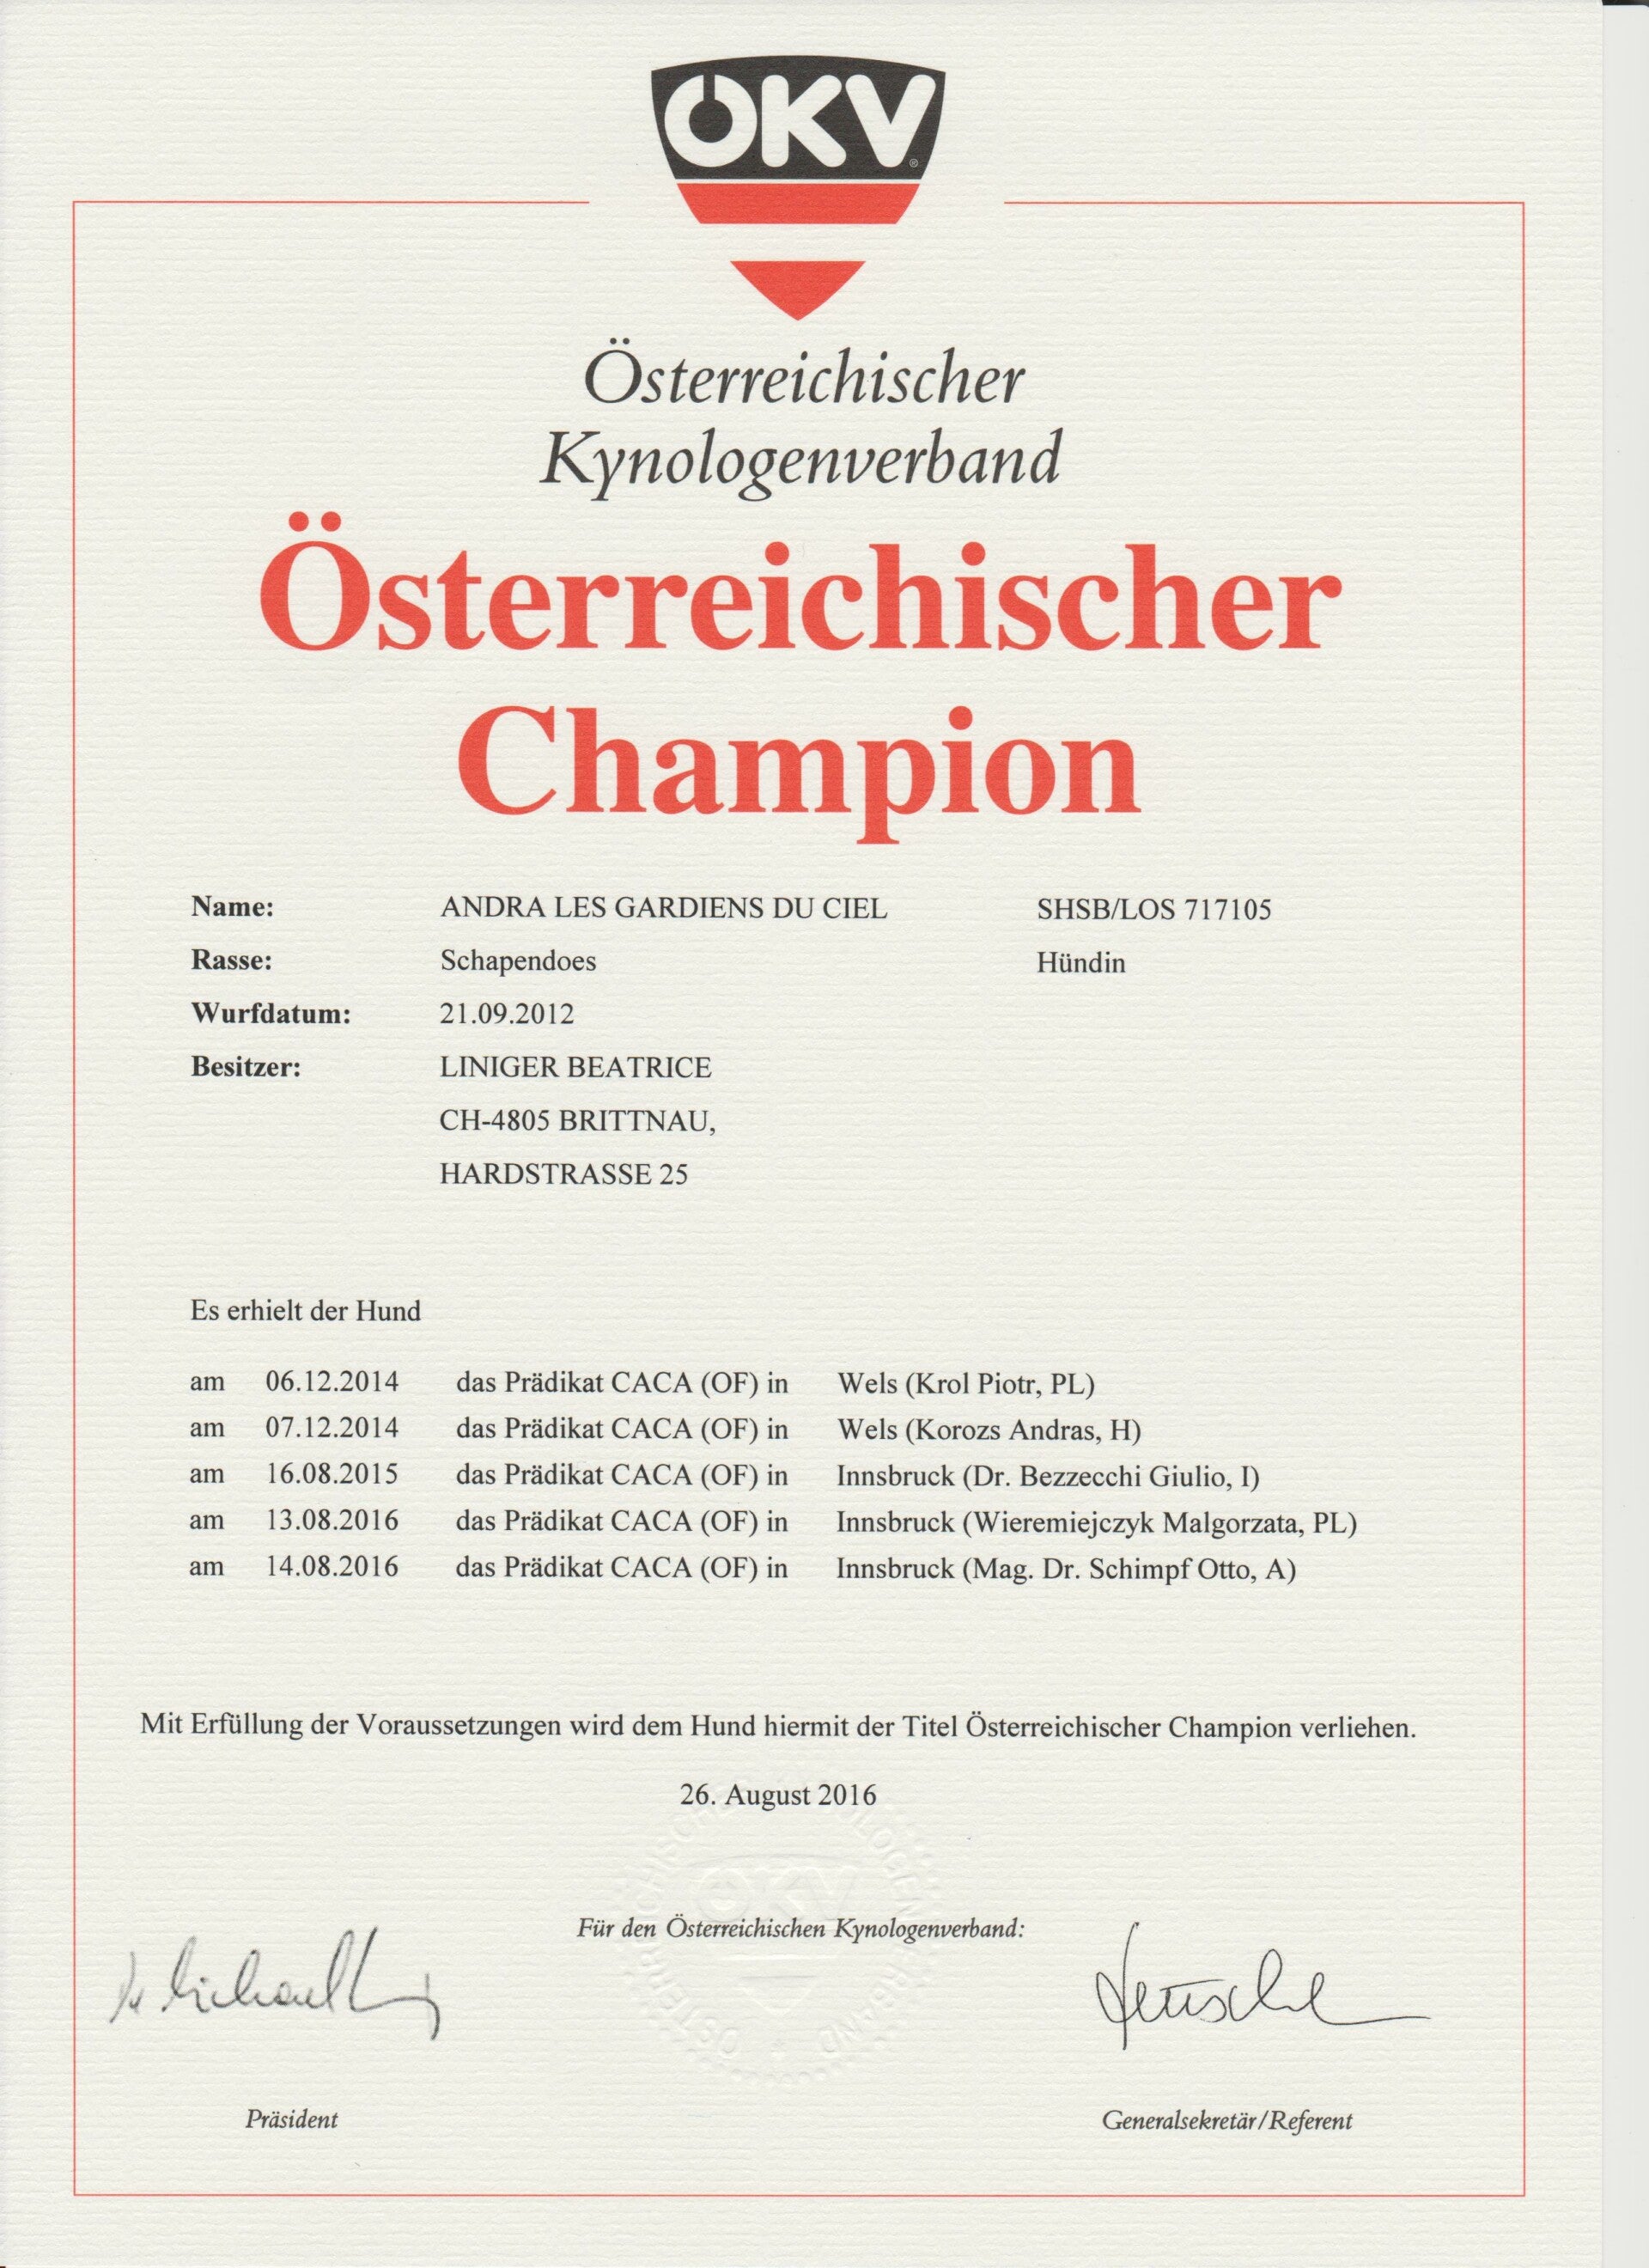 ÖKV®
Österreichischer
Kynologenverband
Österreichischer
Champion
Name: ANDRA LES GARDIENS DU CIEL SHSB/LOS 717105
Rasse: Schapendoes Hündin
Wurfdatum: 21.09.2012
Besitzer: LINIGER BEATRICE
CH-4805 BRITTNAU,
HARDSTRASSE 25
Es erhielt der Hund
am 06.12.2014 das Prädikat CACA (OF) in Wels (Krol Piotr, PL)
am 07.12.2014 das Prädikat CACA (OF) in Wels (Korozs Andras, H)
am 16.08.2015 das Prädikat CACA (OF) in Innsbruck (Dr. Bezzecchi Giulio, I)
am 13.08.2016 das Prädikat CACA (OF) in Innsbruck (Wieremiejczyk Malgorzata, PL)
am 14.08.2016 das Prädikat CACA (OF) in Innsbruck (Mag. Dr. Schimpf Otto, A)
Mit Erfüllung der Voraussetzungen wird dem Hund hiermit der Titel Österreichischer Champion verliehen.
26. August 2016
Für den Österreichischen Kynologenverband:
Präsident Generalsekretär/Referent